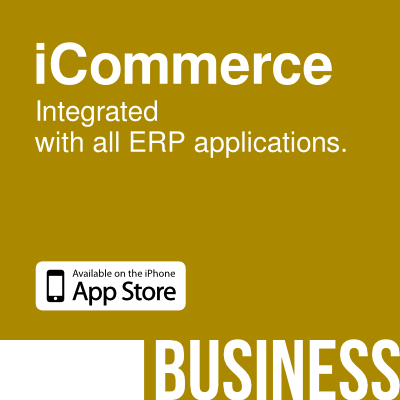 iCommerce
Integrated
with all ERP applications.
Available on the iPhone
App Store
BUSINESS